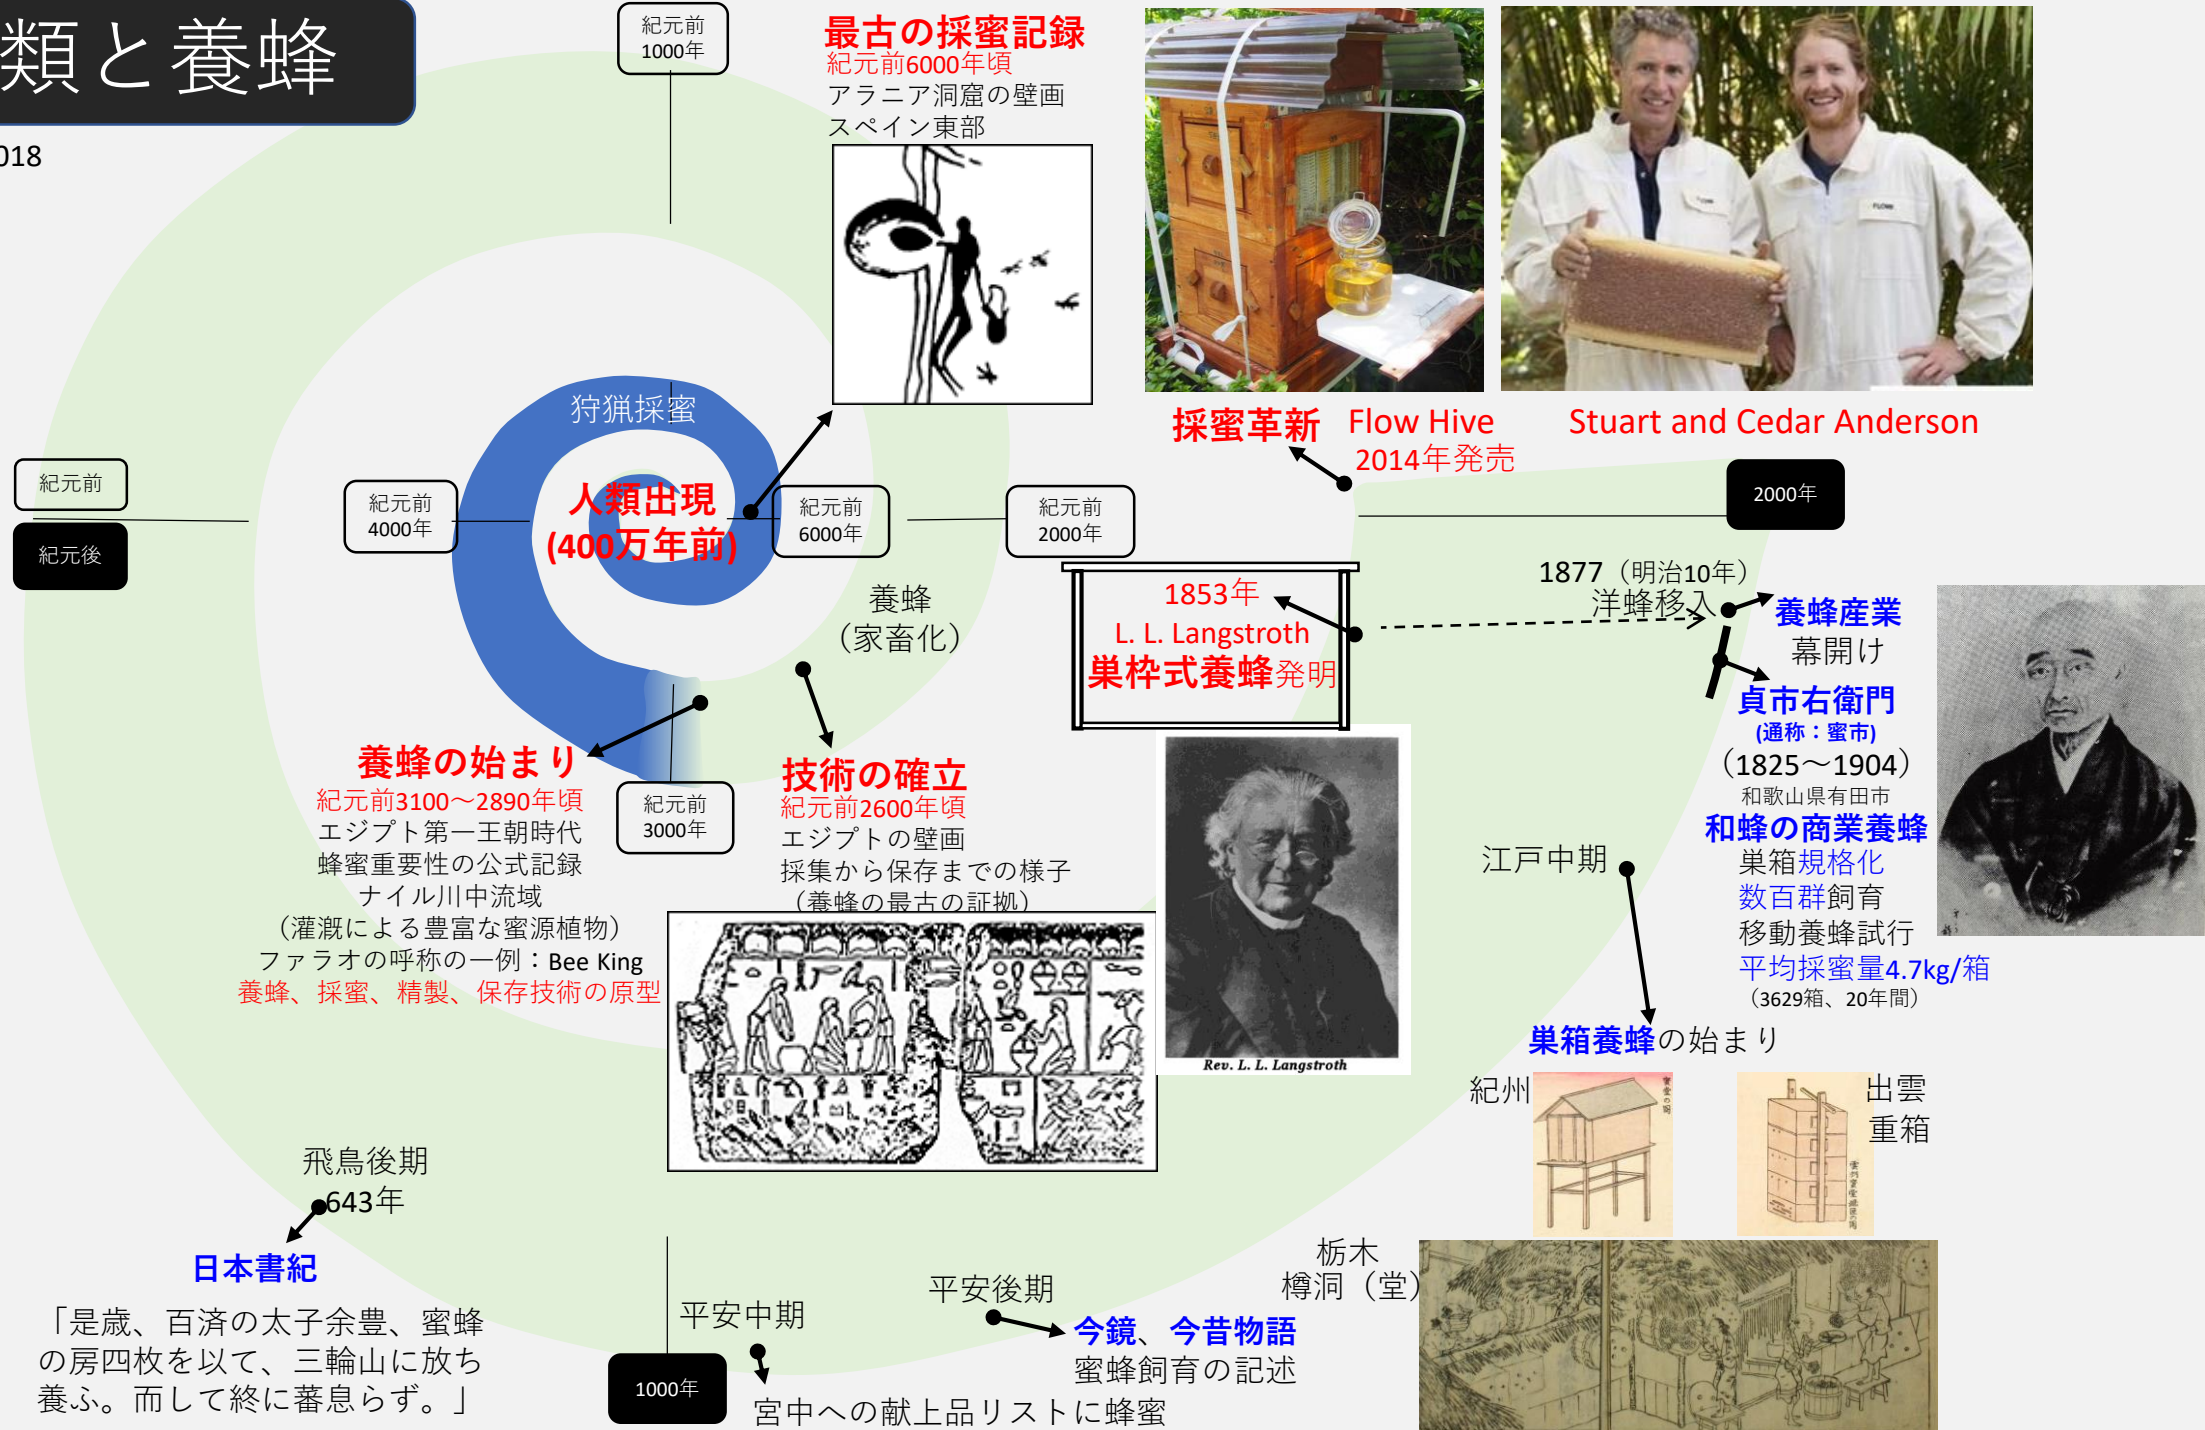 類と養蜂
018
紀元前
1000年
最古の採蜜記録
紀元前6000年頃
アラニア洞窟の壁画
スペイン東部
採蜜革新
Flow Hive
2014年発売
Stuart and Cedar Anderson
狩猟採蜜
人類出現
(400万年前)
紀元前
紀元後
紀元前
4000年
紀元前
6000年
紀元前
2000年
2000年
養蜂
（家畜化）
1853年
L. L. Langstroth
巣枠式養蜂発明
1877（明治10年）
洋蜂移入
養蜂産業
幕開け
貞市右衛門
(通称：蜜市)
（1825～1904）
和歌山県有田市
和蜂の商業養蜂
巣箱規格化
数百群飼育
移動養蜂試行
平均採蜜量4.7kg/箱
（3629箱、20年間）
養蜂の始まり
紀元前3100～2890年頃
エジプト第一王朝時代
蜂蜜重要性の公式記録
ナイル川中流域
（灌漑による豊富な蜜源植物）
ファラオの呼称の一例：Bee King
養蜂、採蜜、精製、保存技術の原型
紀元前
3000年
技術の確立
紀元前2600年頃
エジプトの壁画
採集から保存までの様子
（養蜂の最古の証拠）
Rev. L. L. Langstroth
江戸中期
巣箱養蜂の始まり
紀州
出雲
重箱
飛鳥後期
643年
日本書紀
「是歳、百済の太子余豊、蜜蜂
の房四枚を以て、三輪山に放ち
養ふ。而して終に蕃息らず。」
1000年
平安中期
宮中への献上品リストに蜂蜜
平安後期
今鏡、今昔物語
蜜蜂飼育の記述
栃木
樽洞（堂）